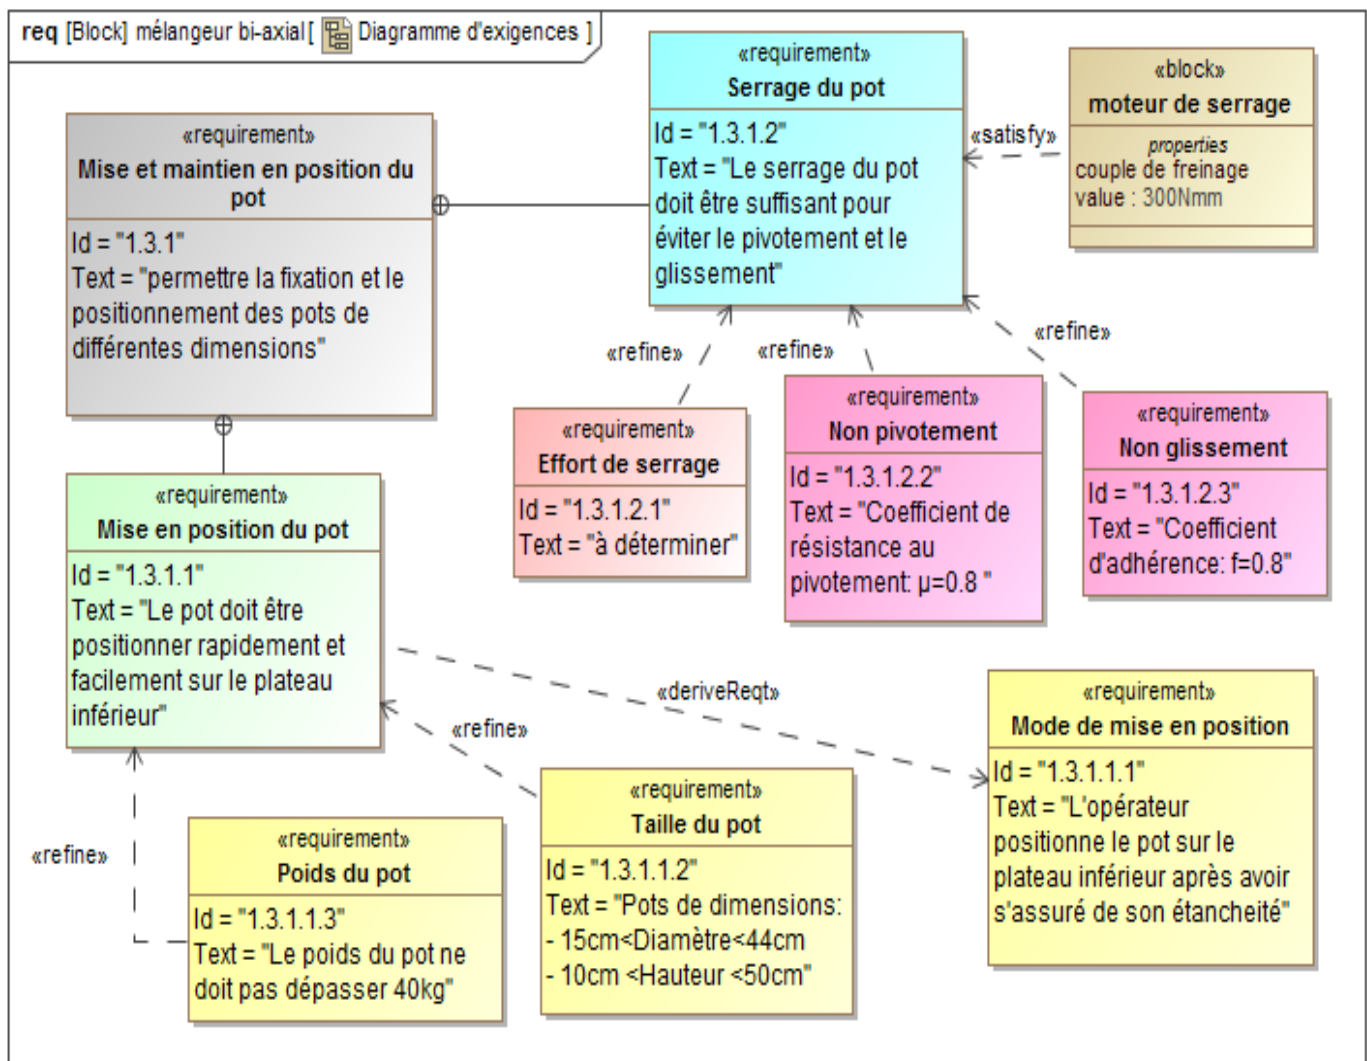 req [Block] mélangeur bi-axial [ Diagramme d'exigences ]
«requirement»
Serrage du pot
Id = "1.3.1.2"
Text = "Le serrage du pot
doit être suffisant pour
éviter le pivotement et le
glissement"
«block»
moteur de serrage
properties
couple de freinage
value : 300Nmm
«satisfy»
«requirement»
Mise et maintien en position du
pot
Id = "1.3.1"
Text = "permettre la fixation et le
positionnement des pots de
différentes dimensions"
«refine»
«refine»
«refine»
«requirement»
Effort de serrage
Id = "1.3.1.2.1"
Text = "à déterminer"
«requirement»
Non pivotement
Id = "1.3.1.2.2"
Text = "Coefficient de
résistance au
pivotement: µ=0.8 "
«requirement»
Non glissement
Id = "1.3.1.2.3"
Text = "Coefficient
d'adhérence: f=0.8"
«requirement»
Mise en position du pot
Id = "1.3.1.1"
Text = "Le pot doit être
positionner rapidement et
facilement sur le plateau
inférieur"
«deriveReqt»
«refine»
«refine»
«requirement»
Mode de mise en position
Id = "1.3.1.1.1"
Text = "L'opérateur
positionne le pot sur le
plateau inférieur après avoir
s'assuré de son étancheité"
«requirement»
Taille du pot
Id = "1.3.1.1.2"
Text = "Pots de dimensions:
- 15cm<Diamètre<44cm
- 10cm <Hauteur <50cm"
«requirement»
Poids du pot
Id = "1.3.1.1.3"
Text = "Le poids du pot ne
doit pas dépasser 40kg"